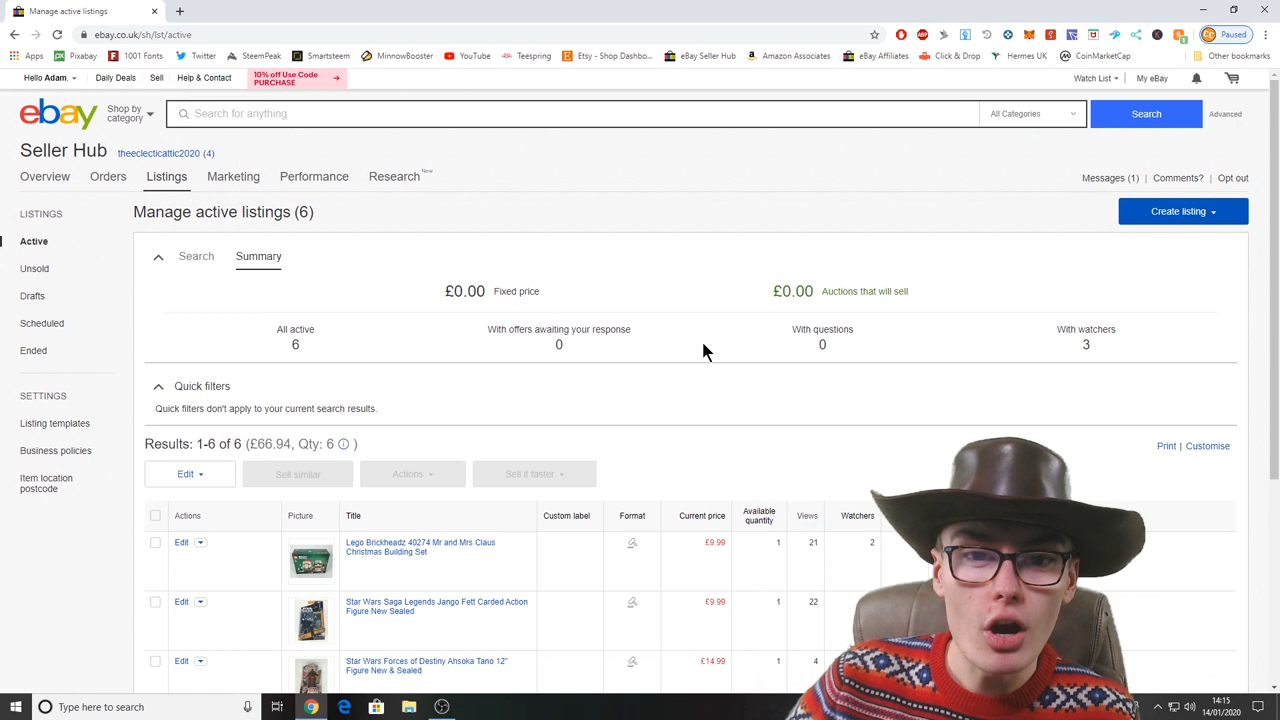 Manage active listings
ebay.co.uk/sh/lst/active
Paused
Apps Pixabay 1001 Fonts Twitter SteemPeak Smartsteem MinnowBooster YouTube Teespring Etsy - Shop Dashbo... eBay Seller Hub Amazon Associates eBay Affiliates Click & Drop Hermes UK CoinMarketCap Other bookmarks
Hello Adam. Daily Deals Sell Help & Contact
10% off Use Code
PURCHASE
Watch List My eBay
ebay
Shop by
category
Search for anything
All Categories
Search
Advanced
Seller Hub theeclecticattic2020 (4)
Overview Orders Listings Marketing Performance Research New
Messages (1) | Comments? | Opt out
LISTINGS
Active
Unsold
Drafts
Scheduled
Ended
SETTINGS
Listing templates
Business policies
Item location
postcode
Manage active listings (6)
Create listing
Search Summary
£0.00 Fixed price £0.00 Auctions that will sell
All active With offers awaiting your response With questions With watchers
6 0 0 3
Quick filters
Quick filters don't apply to your current search results.
Results: 1-6 of 6 (£66.94, Qty: 6 )
Print | Customise
Edit Sell similar Actions Sell it faster
Actions Picture Title Custom label Format Current price Available
quantity Views Watchers
Edit Lego Brickheadz 40274 Mr and Mrs Claus
Christmas Building Set £9.99 1 21 2
Edit Star Wars Saga Legends Jango Fett Carded Action
Figure New Sealed £9.99 1 22
Edit Star Wars Forces of Destiny Ahsoka Tano 12"
Figure New & Sealed £14.99 1 4
Type here to search
14:15
14/01/2020